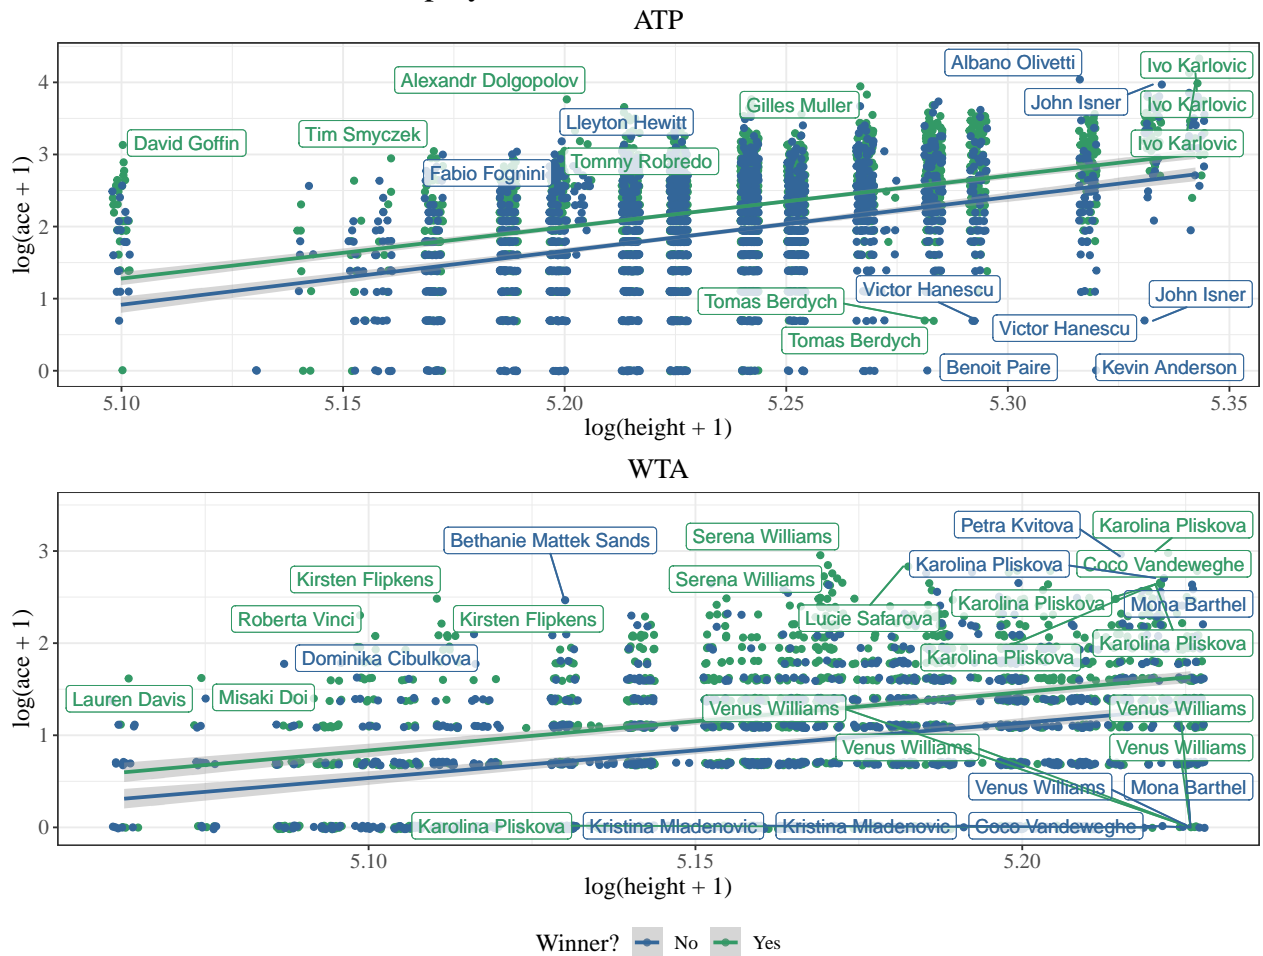 ATP
log(ace + 1)
4
3
2
1
0
Alexandr Dolgopolov
Albano Olivetti
Ivo Karlovic
David Goffin
Tim Smyczek
Lleyton Hewitt
Gilles Muller
John Isner
Ivo Karlovic
Fabio Fognini
Tommy Robredo
Ivo Karlovic
Tomas Berdych
Victor Hanescu
John Isner
Tomas Berdych
Victor Hanescu
Benoit Paire
Kevin Anderson
5.10
5.15
5.20
5.25
5.30
5.35
log(height + 1)
WTA
log(ace + 1)
3
2
1
0
Bethanie Mattek Sands
Serena Williams
Petra Kvitova
Karolina Pliskova
Kirsten Flipkens
Serena Williams
Karolina Pliskova
Coco Vandeweghe
Roberta Vinci
Kirsten Flipkens
Lucie Safarova
Karolina Pliskova
Mona Barthel
Dominika Cibulkova
Karolina Pliskova
Karolina Pliskova
Lauren Davis
Misaki Doi
Venus Williams
Venus Williams
Venus Williams
Venus Williams
Venus Williams
Mona Barthel
Karolina Pliskova
Kristina Mladenovic
Kristina Mladenovic
Coco Vandeweghe
5.10
5.15
5.20
log(height + 1)
Winner?
No
Yes